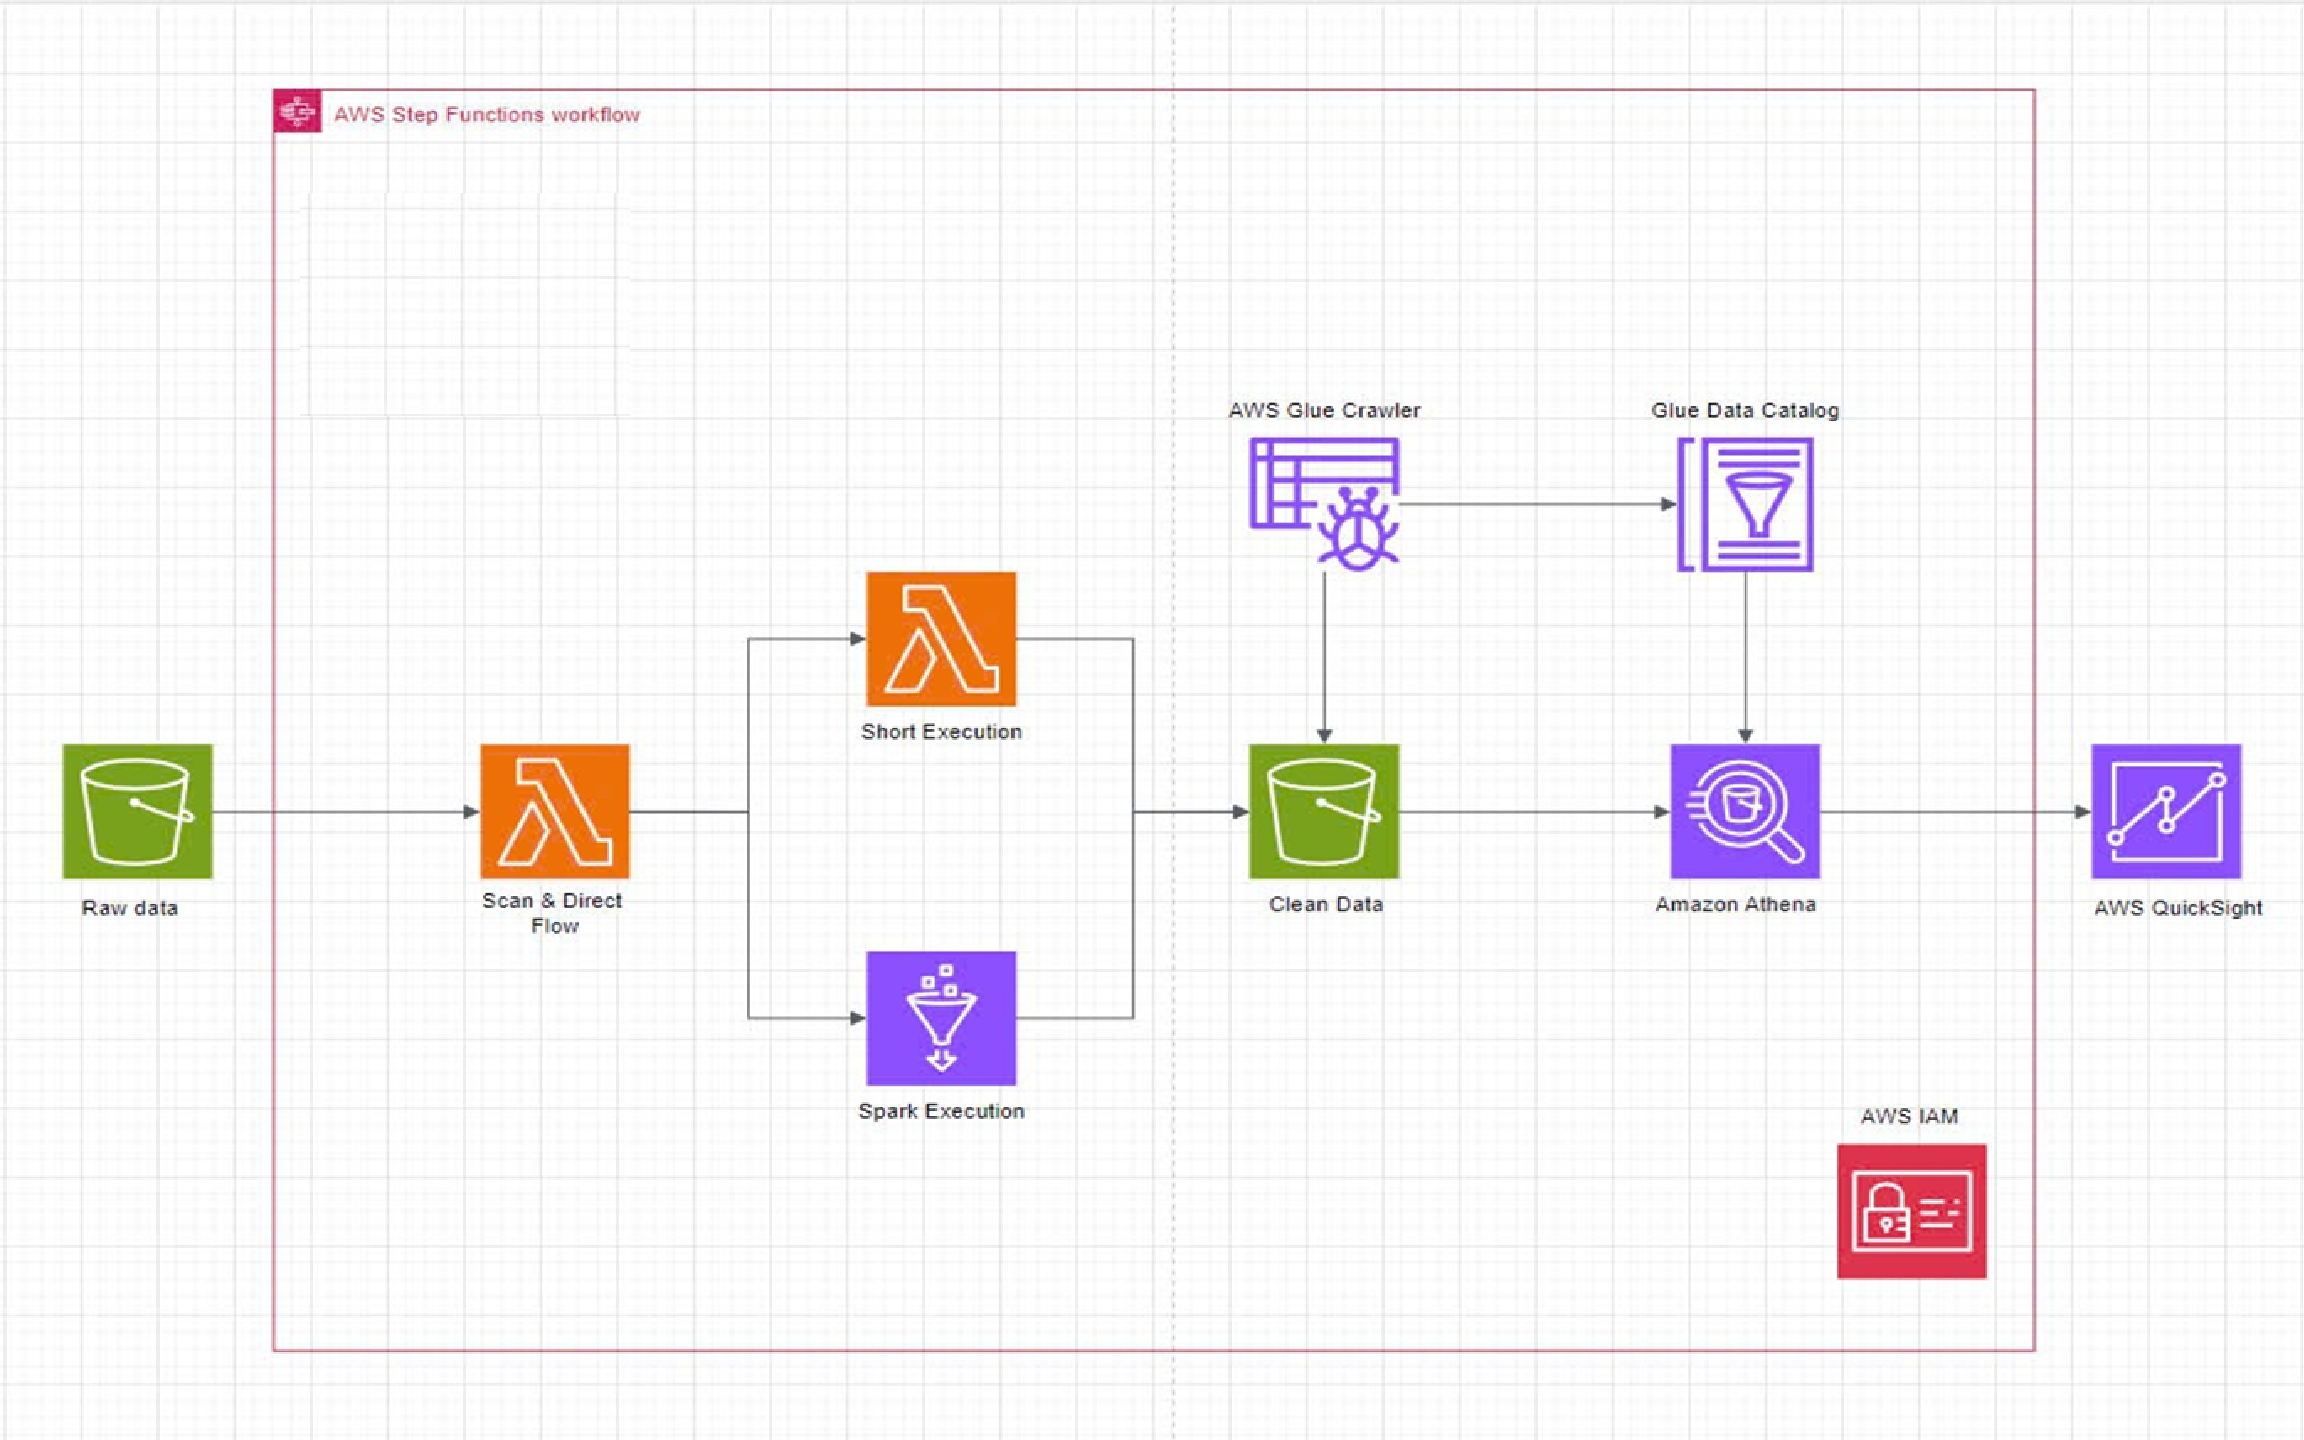 AWS Step Functions workflow
AWS Glue Crawler
Glue Data Catalog
Short Execution
Raw data
Scan & Direct
Flow
Clean Data
Amazon Athena
AWS QuickSight
Spark Execution
AWS IAM